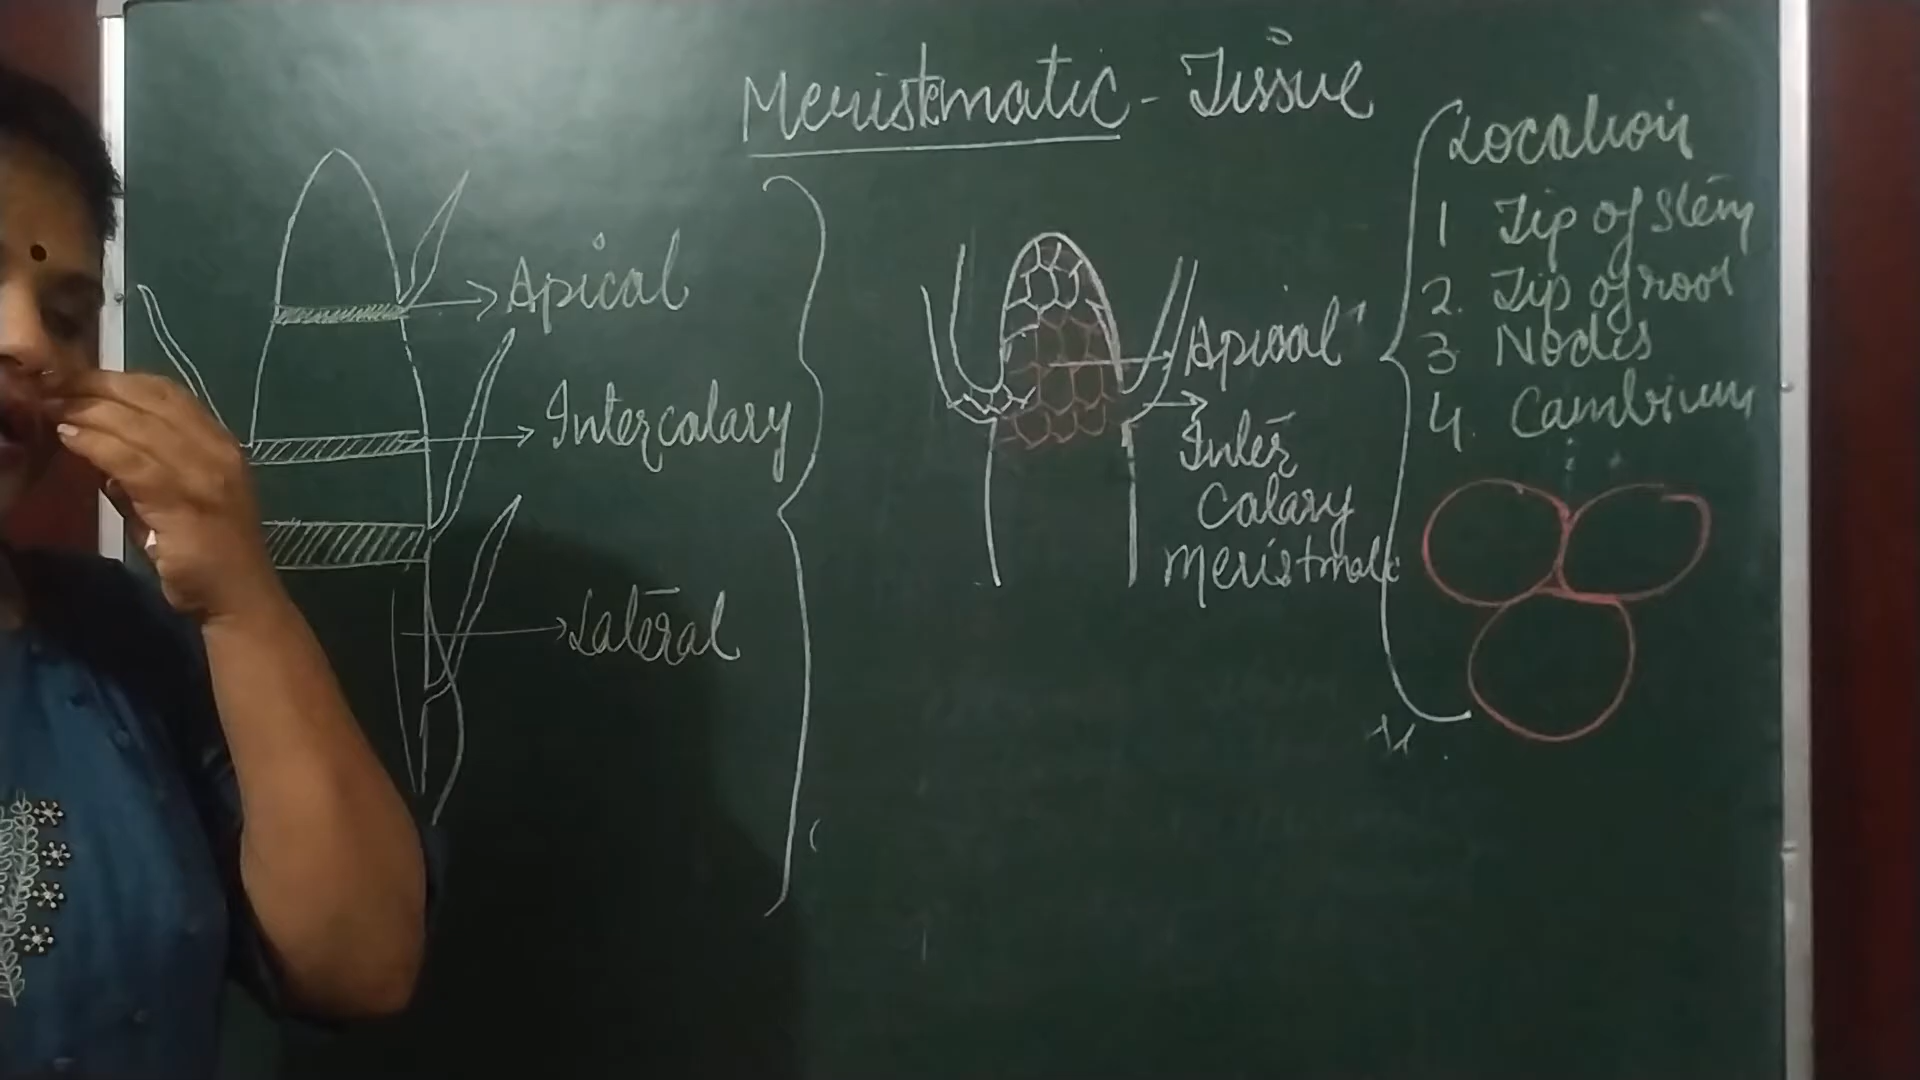 Meristematic - Tissue
Apical
Intercalary
Lateral
Apical
Inter
Calary
Meristmatic
Location
1 Tip of Stem
2. Tip of root
3 Nodes
4. Cambium